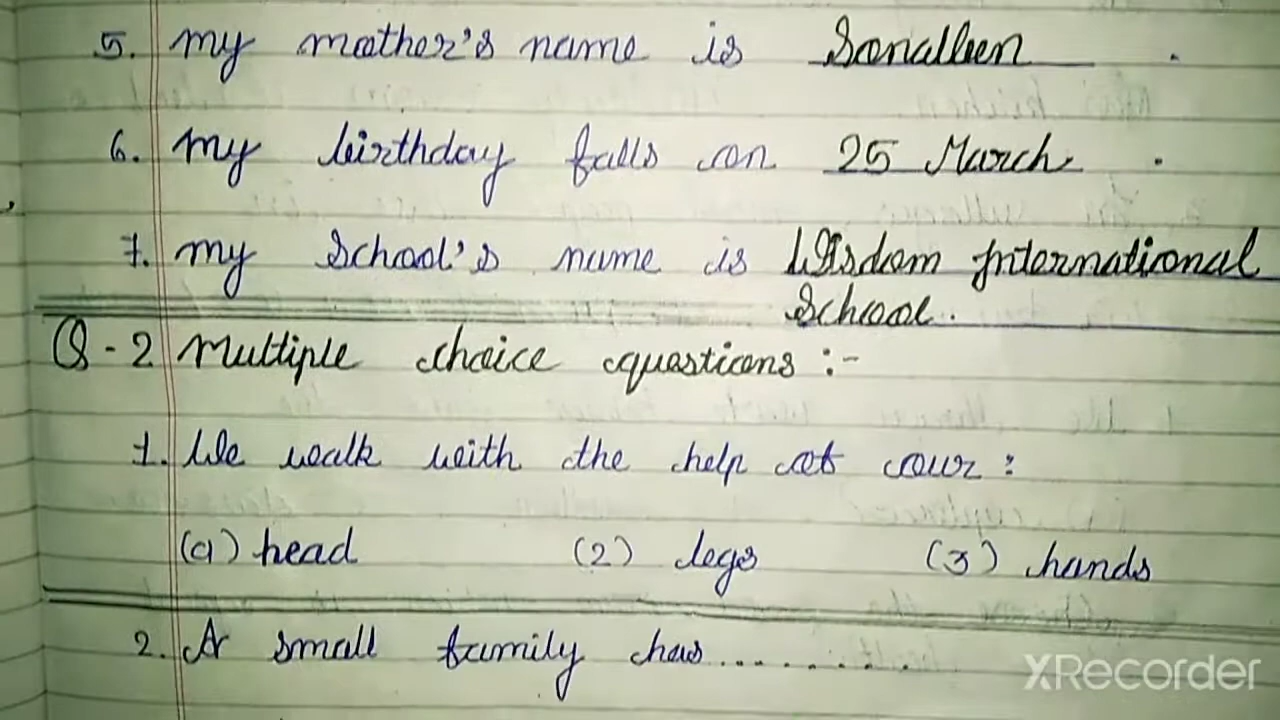 5. My mother's name is Sonalben .
6. My birthday falls on 25 March .
7. My School's name is Wisdom International
School.
Q-2 Multiple choice questions :-
1. We walk with the help of our :
(a) head (2) legs (3) hands
2. A small family has.........
XRecorder